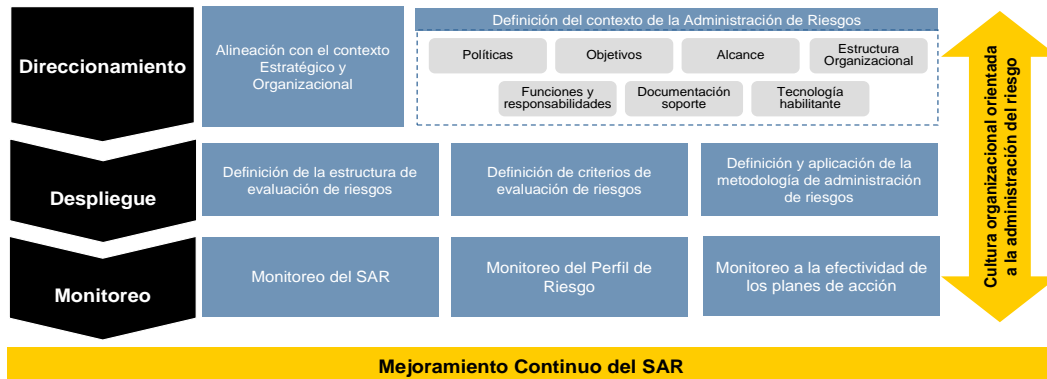 Direccionamiento
Alineación con el contexto
Estratégico y
Organizacional
Definición del contexto de la Administración de Riesgos
Políticas
Objetivos
Alcance
Estructura
Organizacional
Funciones y
responsabilidades
Documentación
soporte
Tecnología
habilitante
Despliegue
Definición de la estructura de
evaluación de riesgos
Definición de criterios de
evaluación de riesgos
Definición y aplicación de la
metodología de administración
de riesgos
Monitoreo
Monitoreo del SAR
Monitoreo del Perfil de
Riesgo
Monitoreo a la efectividad de
los planes de acción
Cultura organizacional orientada
a la administración del riesgo
Mejoramiento Continuo del SAR